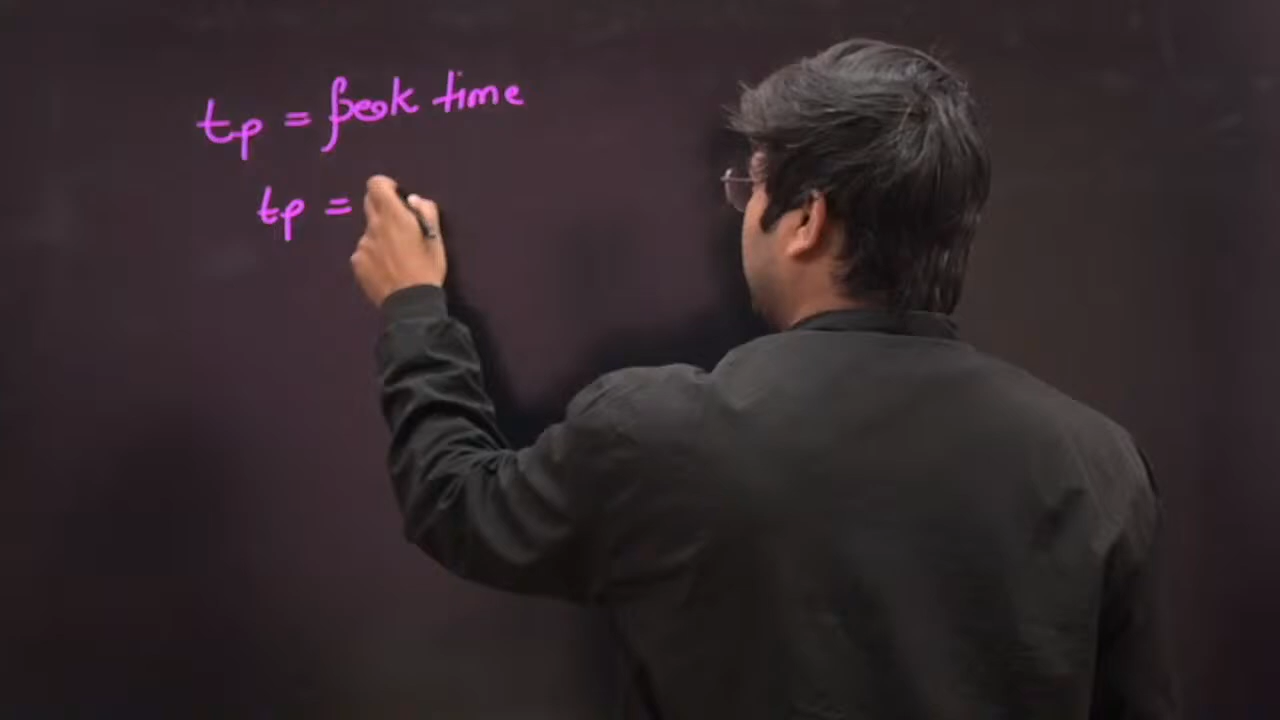 tp = peak time
tp =